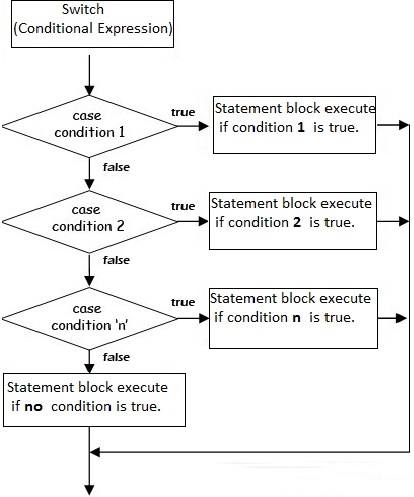 Switch
(Conditional Expression)
case
condition 1
true
Statement block execute
if condition 1 is true.
false
case
condition 2
true
Statement block execute
if condition 2 is true.
false
case
condition 'n'
true
Statement block execute
if condition n is true.
false
Statement block execute
if no condition is true.